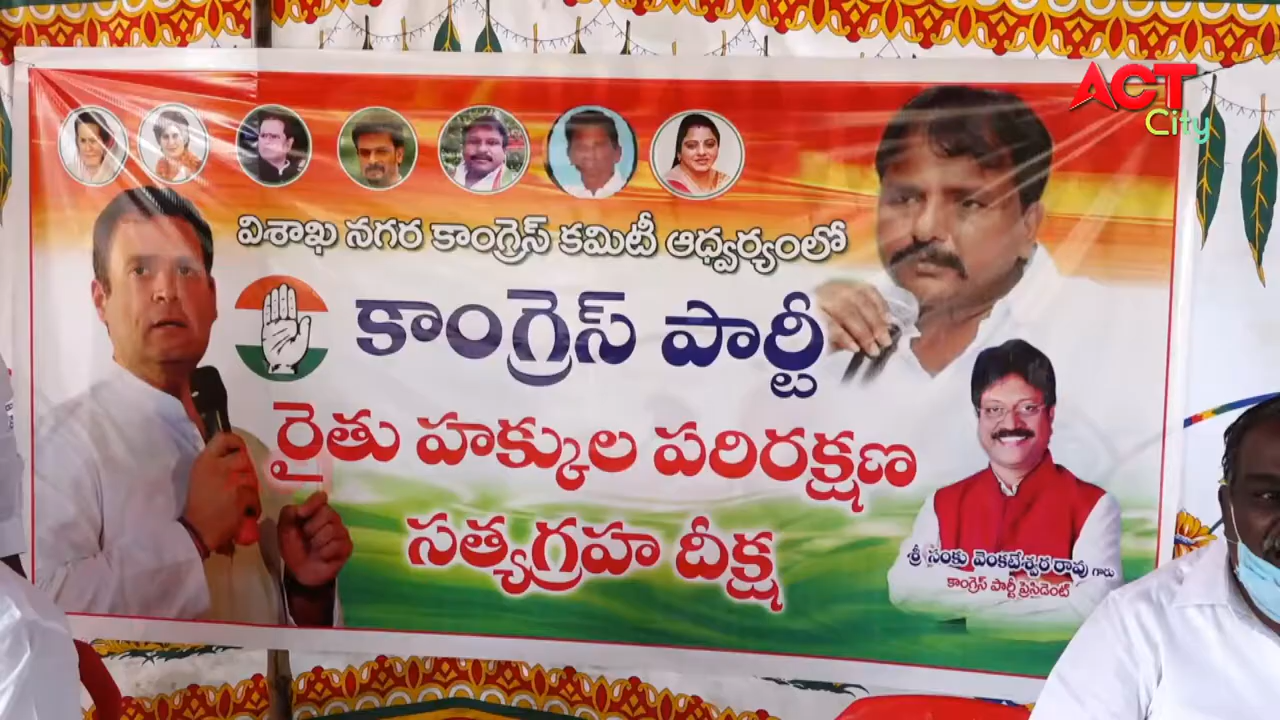 ACT
City
విశాఖ నగర కాంగ్రెస్ కమిటీ ఆధ్వర్యంలో
కాంగ్రెస్ పార్టీ
రైతు హక్కుల పరిరక్షణ
సత్యగ్రహ దీక్ష
శ్రీ సంకు వెంకటేశ్వర రావు గారు
కాంగ్రెస్ పార్టీ ప్రెసిడెంట్